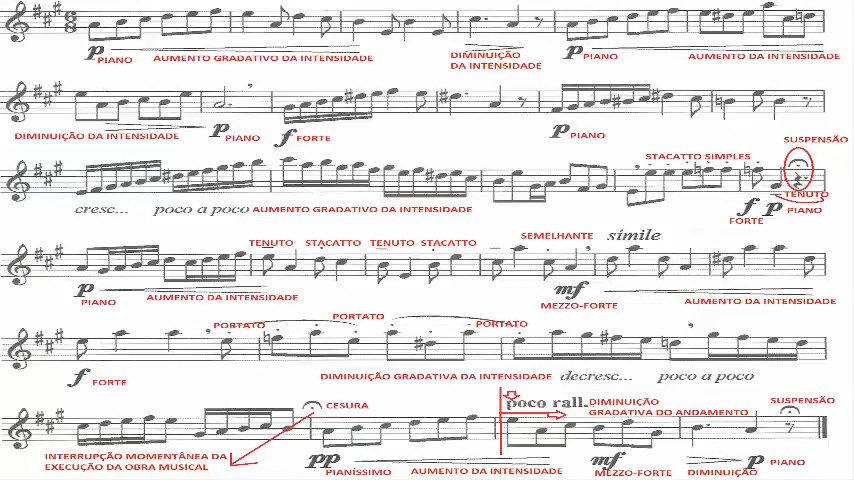 6 8
p PIANO AUMENTO GRADATIVO DA INTENSIDADE DIMINUIÇÃO DA INTENSIDADE p PIANO AUMENTO DA INTENSIDADE
DIMINUIÇÃO DA INTENSIDADE p PIANO f FORTE p PIANO
SUSPENSÃO
STACATTO SIMPLES
TENUTO
cresc... poco a poco AUMENTO GRADATIVO DA INTENSIDADE f p PIANO
FORTE
SEMELHANTE simile
TENUTO STACATTO TENUTO STACATTO
p PIANO AUMENTO DA INTENSIDADE mf MEZZO-FORTE AUMENTO DA INTENSIDADE
PORTATO PORTATO PORTATO
f FORTE DIMINUIÇÃO GRADATIVA DA INTENSIDADE decresc... poco a poco
CESURA poco rall. DIMINUIÇÃO GRADATIVA DO ANDAMENTO SUSPENSÃO
INTERRUPÇÃO MOMENTÂNEA DA
EXECUÇÃO DA OBRA MUSICAL
pp PIANÍSSIMO AUMENTO DA INTENSIDADE mf MEZZO-FORTE DIMINUIÇÃO p PIANO